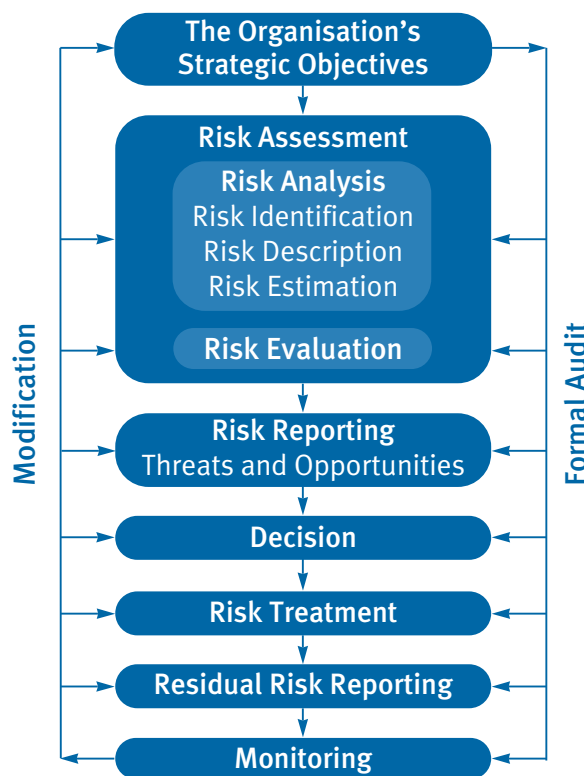 The Organisation’s
Strategic Objectives
Risk Assessment
Risk Analysis
Risk Identification
Risk Description
Risk Estimation
Risk Evaluation
Modification
Formal Audit
Risk Reporting
Threats and Opportunities
Decision
Risk Treatment
Residual Risk Reporting
Monitoring